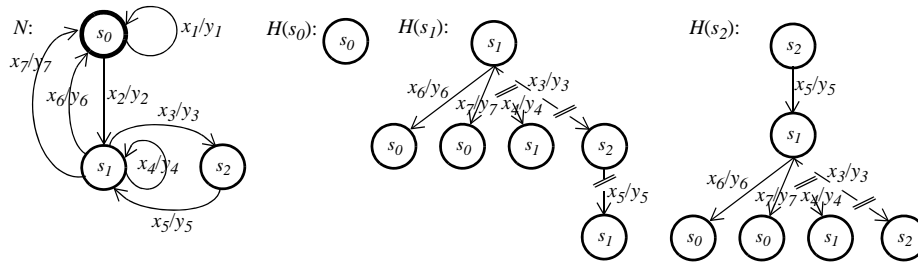 N: s0 x1/y1 H(s0): s0 H(s1): s1 H(s2): s2
x7/y7 x6/y6 x2/y2 x3/y3 x6/y6 x7/y7 x4/y4 x3/y3 x5/y5
s1 x4/y4 s2 s0 s0 s1 s2 s1
x5/y5 x5/y5 x6/y6 x7/y7 x4/y4 x3/y3
s1 s0 s0 s1 s2